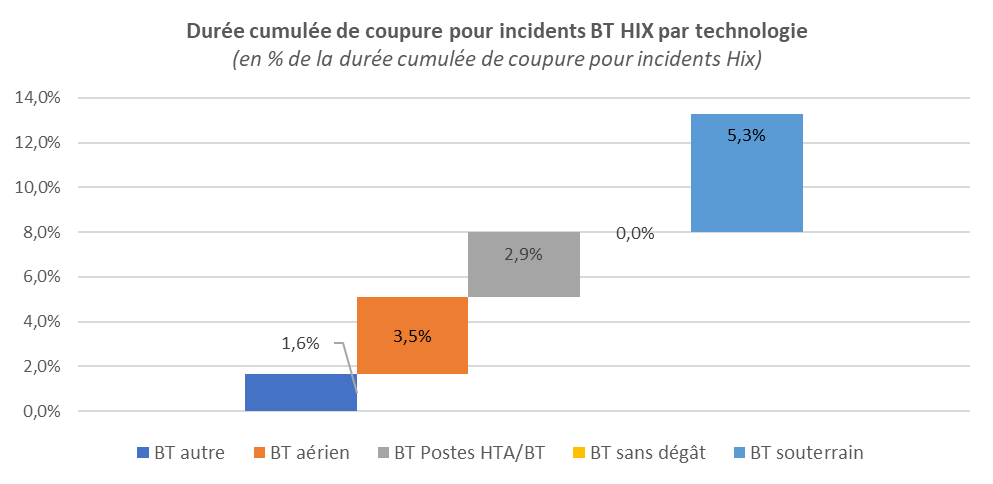 Durée cumulée de coupure pour incidents BT HIX par technologie
(en % de la durée cumulée de coupure pour incidents Hix)
14,0%
12,0%
10,0%
8,0%
6,0%
4,0%
2,0%
0,0%
1,6%
3,5%
2,9%
0,0%
5,3%
BT autre
BT aérien
BT Postes HTA/BT
BT sans dégât
BT souterrain